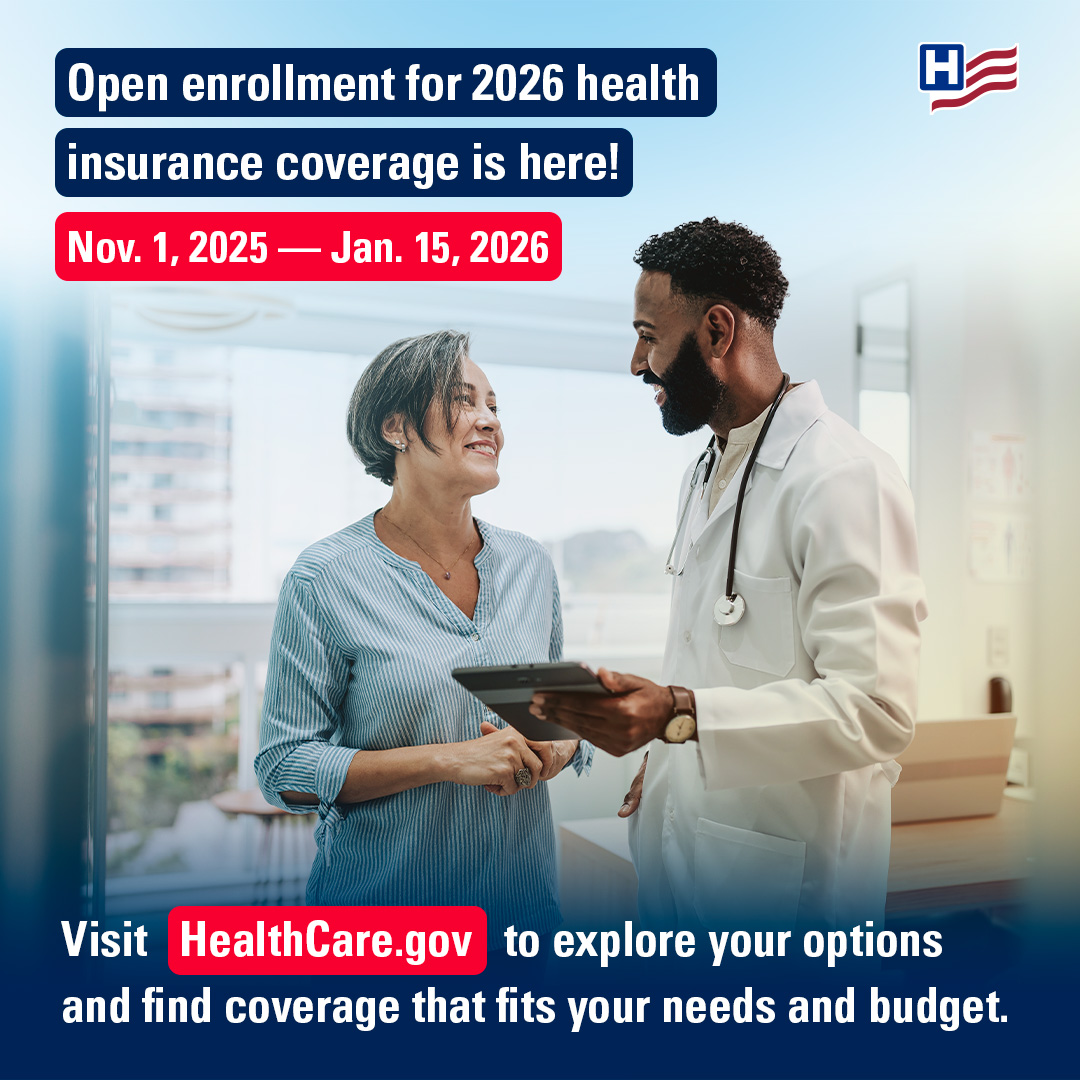 Open enrollment for 2026 health
insurance coverage is here!
Nov. 1, 2025 — Jan. 15, 2026
H
Visit HealthCare.gov to explore your options
and find coverage that fits your needs and budget.